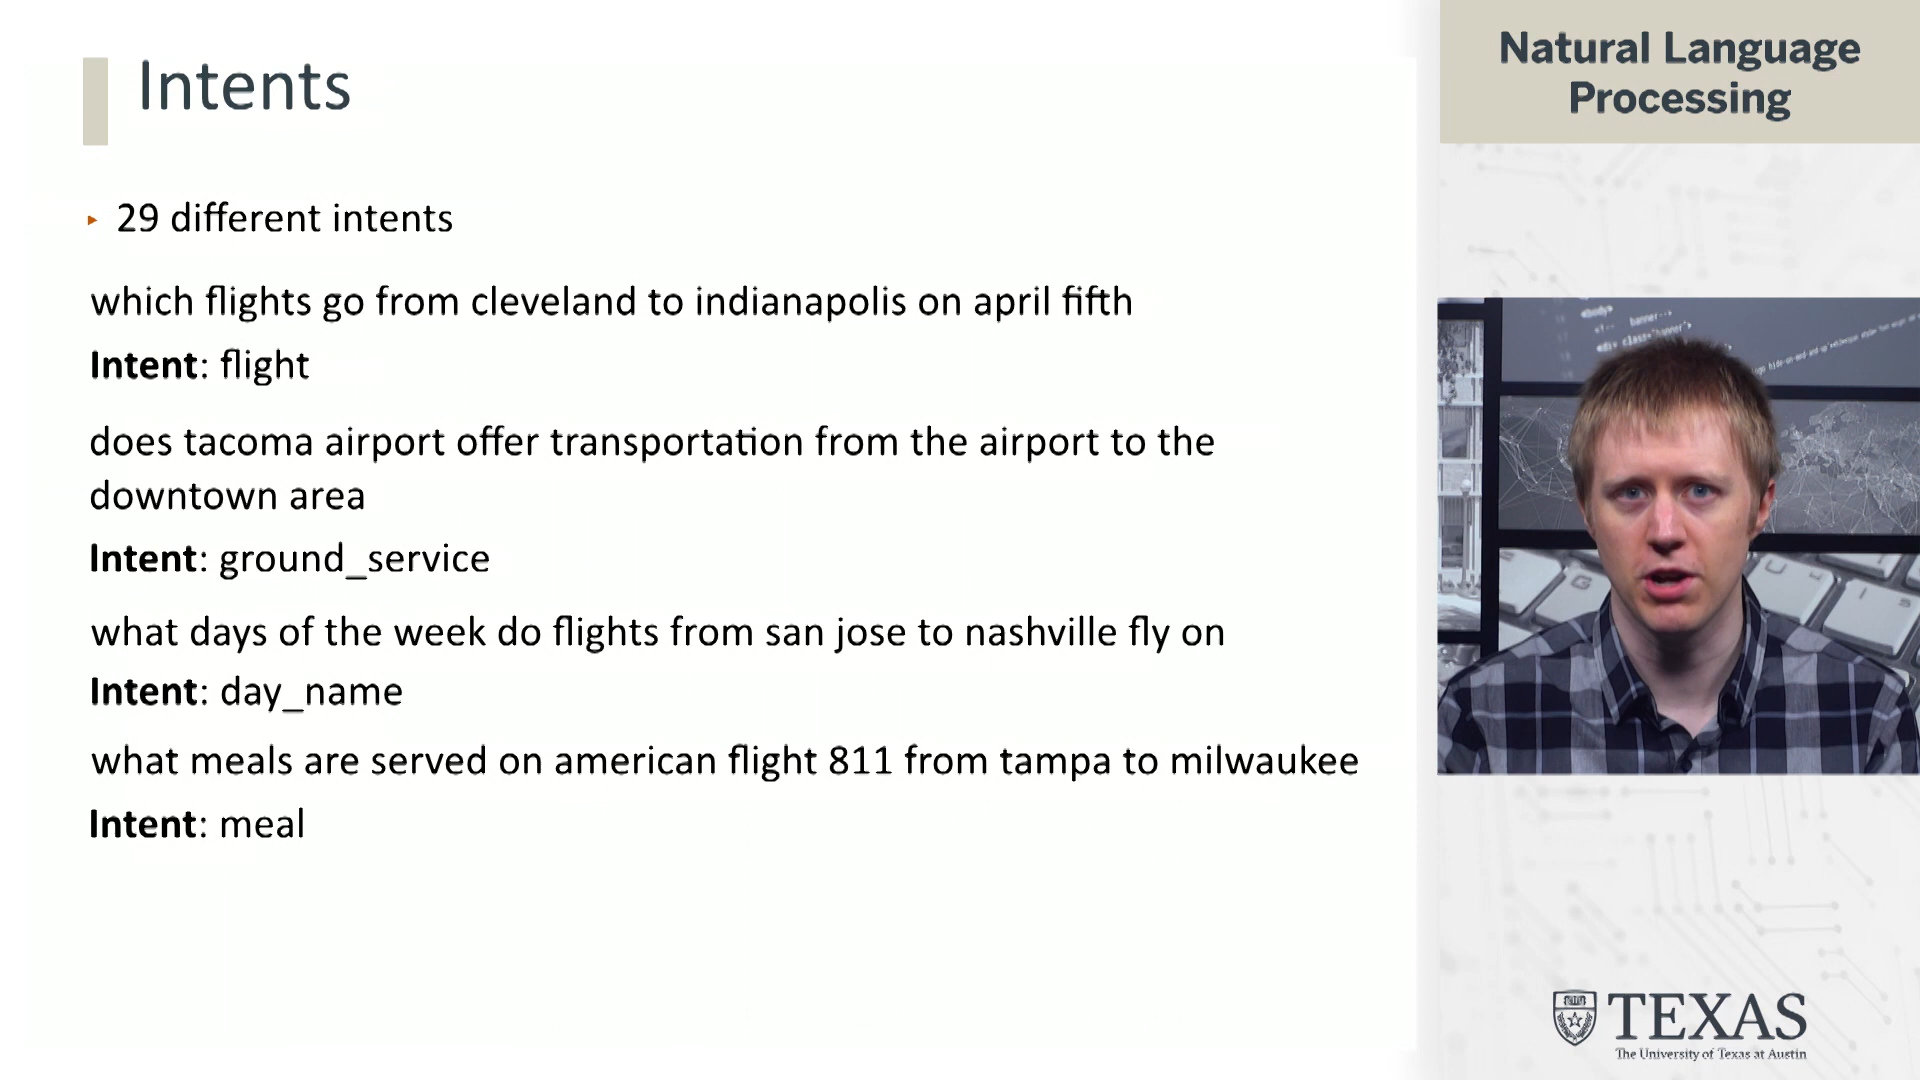 Intents
29 different intents
which flights go from cleveland to indianapolis on april fifth
Intent: flight
does tacoma airport offer transportation from the airport to the
downtown area
Intent: ground_service
what days of the week do flights from san jose to nashville fly on
Intent: day_name
what meals are served on american flight 811 from tampa to milwaukee
Intent: meal
Natural Language
Processing
TEXAS
The University of Texas at Austin